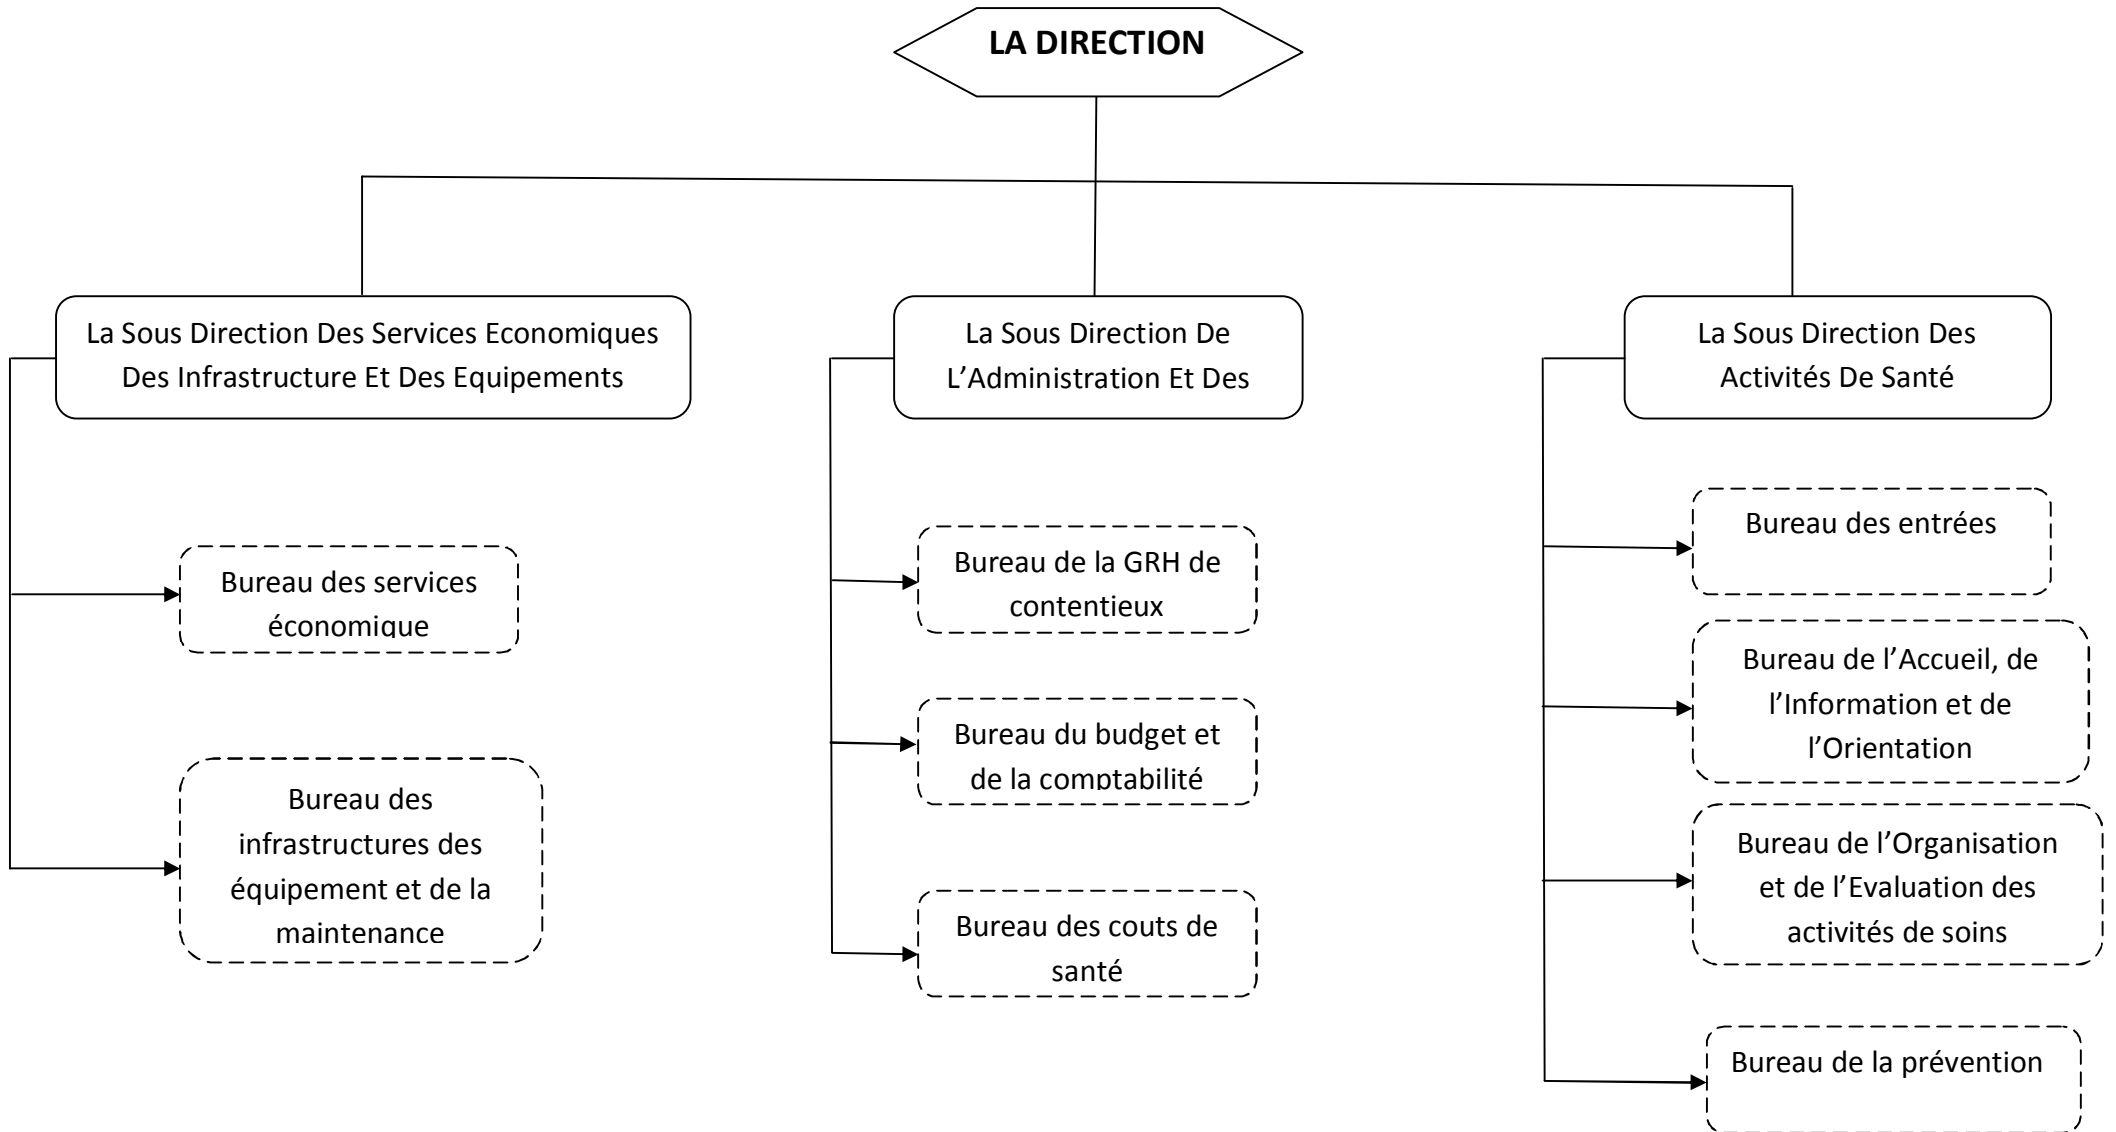 LA DIRECTION
La Sous Direction Des Services Economiques
Des Infrastructure Et Des Equipements
Bureau des services
économique
Bureau des
infrastructures des
équipement et de la
maintenance
La Sous Direction De
L’Administration Et Des
Bureau de la GRH de
contentieux
Bureau du budget et
de la comptabilité
Bureau des couts de
santé
La Sous Direction Des
Activités De Santé
Bureau des entrées
Bureau de l’Accueil, de
l’Information et de
l’Orientation
Bureau de l’Organisation
et de l’Evaluation des
activités de soins
Bureau de la prévention